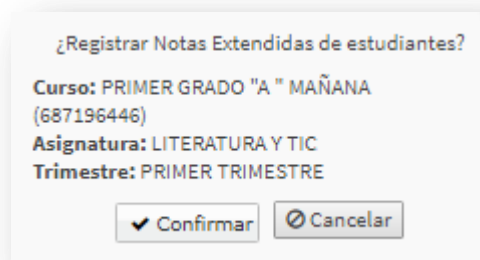 ¿Registrar Notas Extendidas de estudiantes?
Curso: PRIMER GRADO "A " MAÑANA
(687196446)
Asignatura: LITERATURA Y TIC
Trimestre: PRIMER TRIMESTRE
Confirmar Cancelar